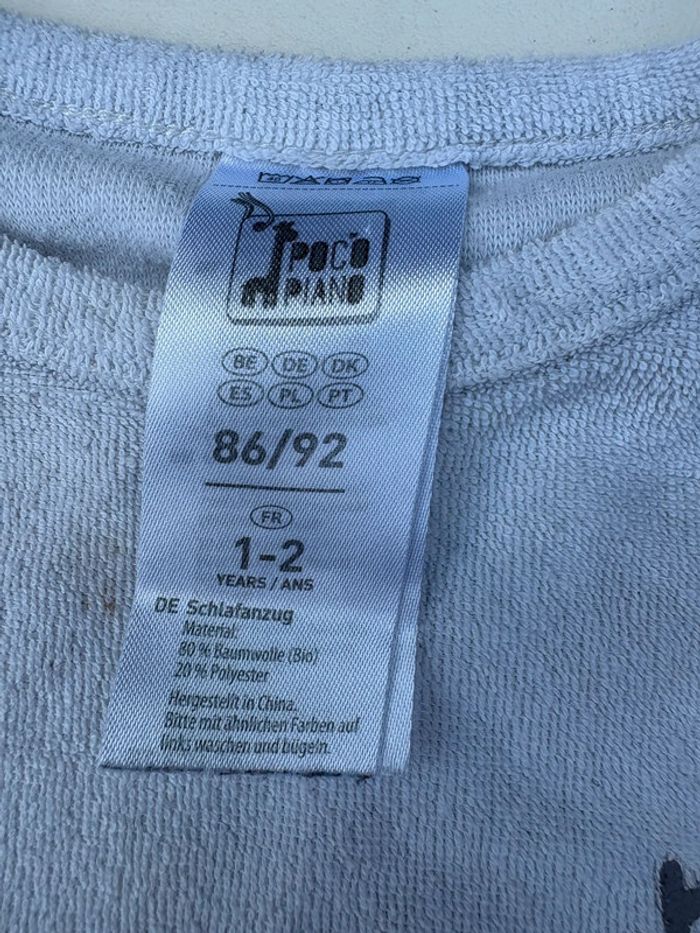 POCO
PIANO
BE DE DK
ES PL PT
86/92
FR
1-2
YEARS / ANS
DE Schlafanzug
Material:
80 % Baumwolle (Bio)
20 % Polyester
Hergestellt in China.
Bitte mit ähnlichen Farben auf
links waschen und bügeln.